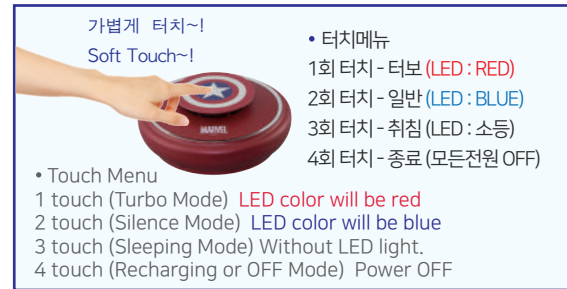 가볍게 터치~!
Soft Touch~!
MARVEL
• 터치메뉴
1회 터치 - 터보 (LED : RED)
2회 터치 - 일반 (LED : BLUE)
3회 터치 - 취침 (LED : 소등)
4회 터치 - 종료 (모든전원 OFF)
• Touch Menu
1 touch (Turbo Mode) LED color will be red
2 touch (Silence Mode) LED color will be blue
3 touch (Sleeping Mode) Without LED light.
4 touch (Recharging or OFF Mode) Power OFF